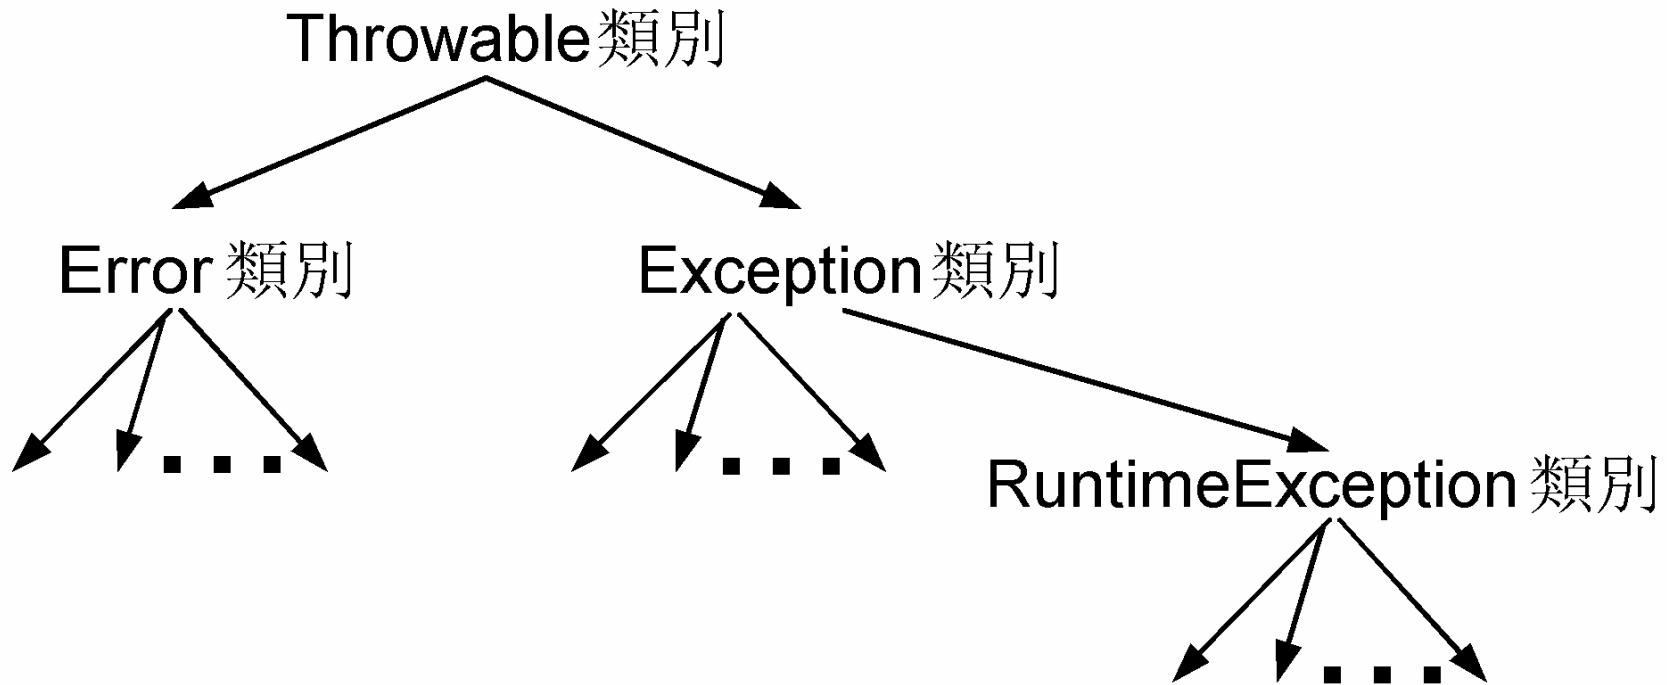 Throwable類別
Error 類別
Exception類別
RuntimeException 類別